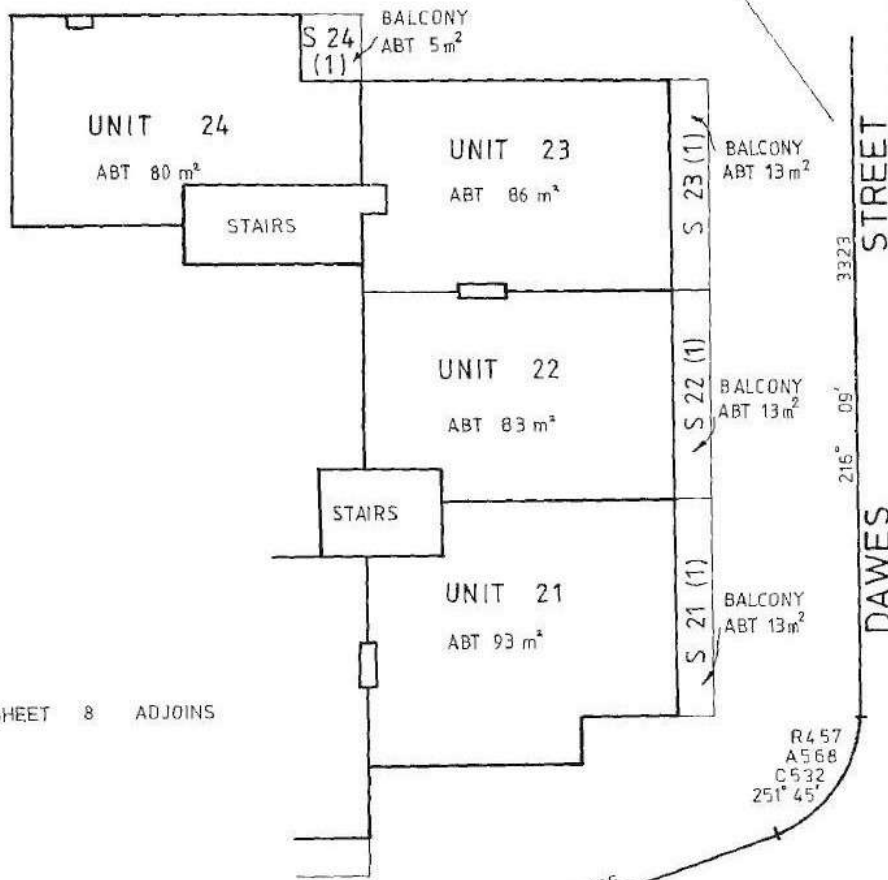 BALCONY
ABT 5 m²
S 24
(1)
UNIT 24
ABT 80 m²
STAIRS
UNIT 23
ABT 86 m²
S 23 (1)
BALCONY
ABT 13 m²
STREET
3323
UNIT 22
ABT 83 m²
S 22 (1)
BALCONY
ABT 13 m²
215° 09'
STAIRS
UNIT 21
ABT 93 m²
S 21 (1)
BALCONY
ABT 13 m²
DAWES
HEET 8 ADJOINS
R457
A568
C532
251° 45'